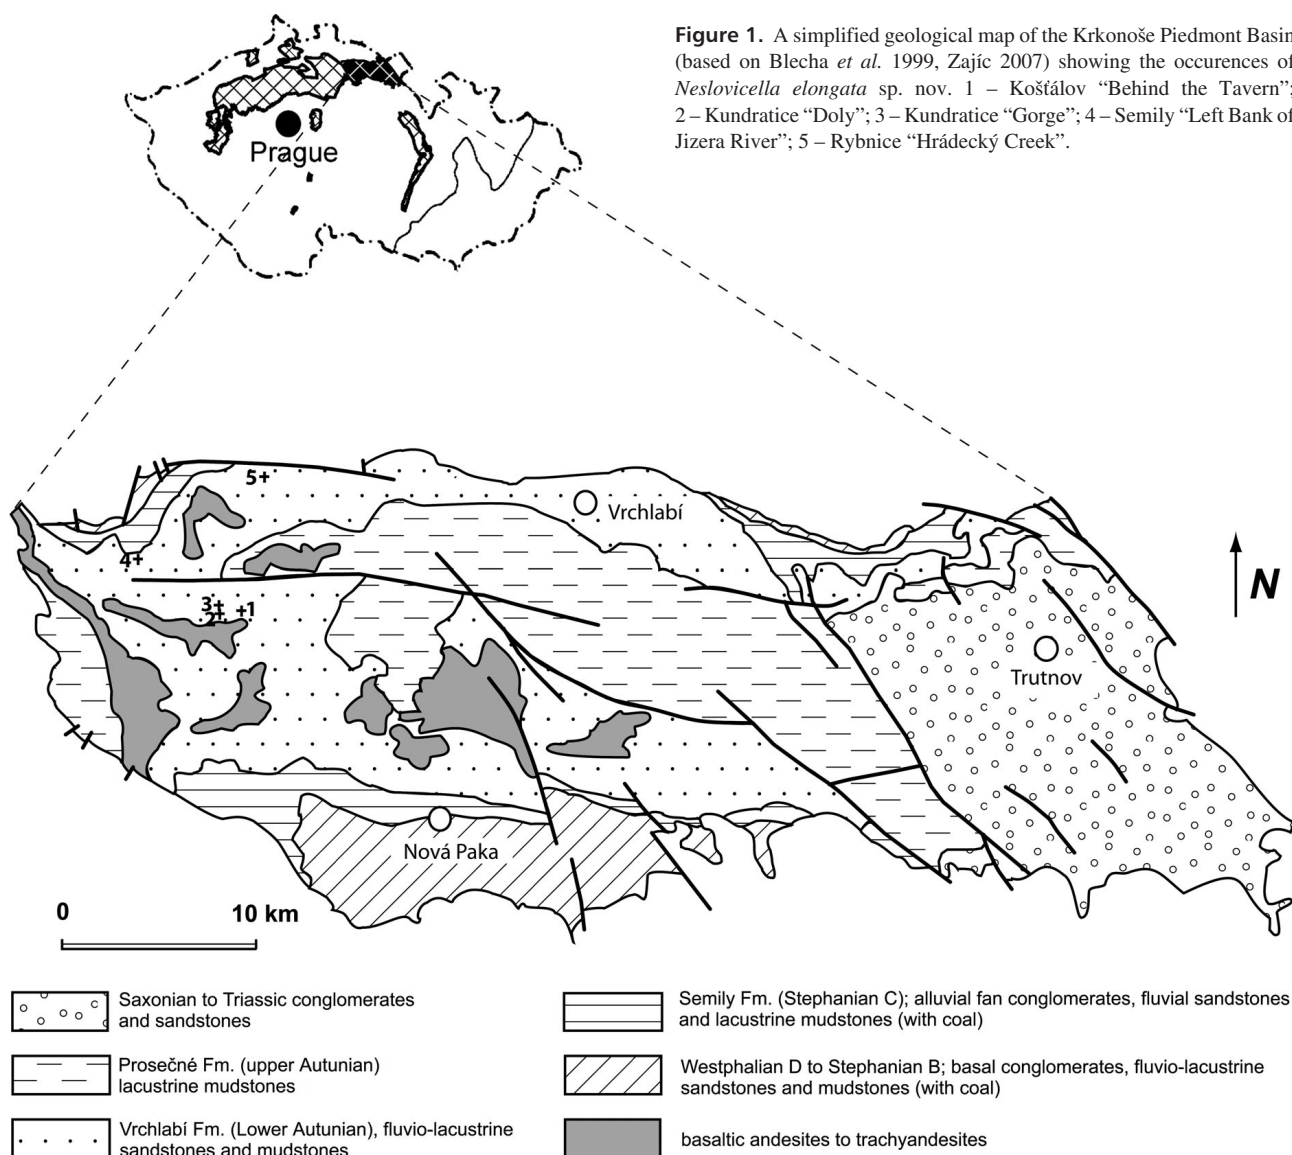 Figure 1. A simplified geological map of the Krkonoše Piedmont Basin
(based on Blecha et al. 1999, Zajíc 2007) showing the occurences of
Neslovicella elongata sp. nov. 1 – Košťálov “Behind the Tavern”;
2 – Kundratice “Doly”; 3 – Kundratice “Gorge”; 4 – Semily “Left Bank of
Jizera River”; 5 – Rybnice “Hrádecký Creek”.
Prague
5+
Vrchlabí
4+
3+
2+ +1
N
Trutnov
Nová Paka
0 10 km
Saxonian to Triassic conglomerates
and sandstones
Prosečné Fm. (upper Autunian)
lacustrine mudstones
Vrchlabí Fm. (Lower Autunian), fluvio-lacustrine
sandstones and mudstones
Semily Fm. (Stephanian C); alluvial fan conglomerates, fluvial sandstones
and lacustrine mudstones (with coal)
Westphalian D to Stephanian B; basal conglomerates, fluvio-lacustrine
sandstones and mudstones (with coal)
basaltic andesites to trachyandesites